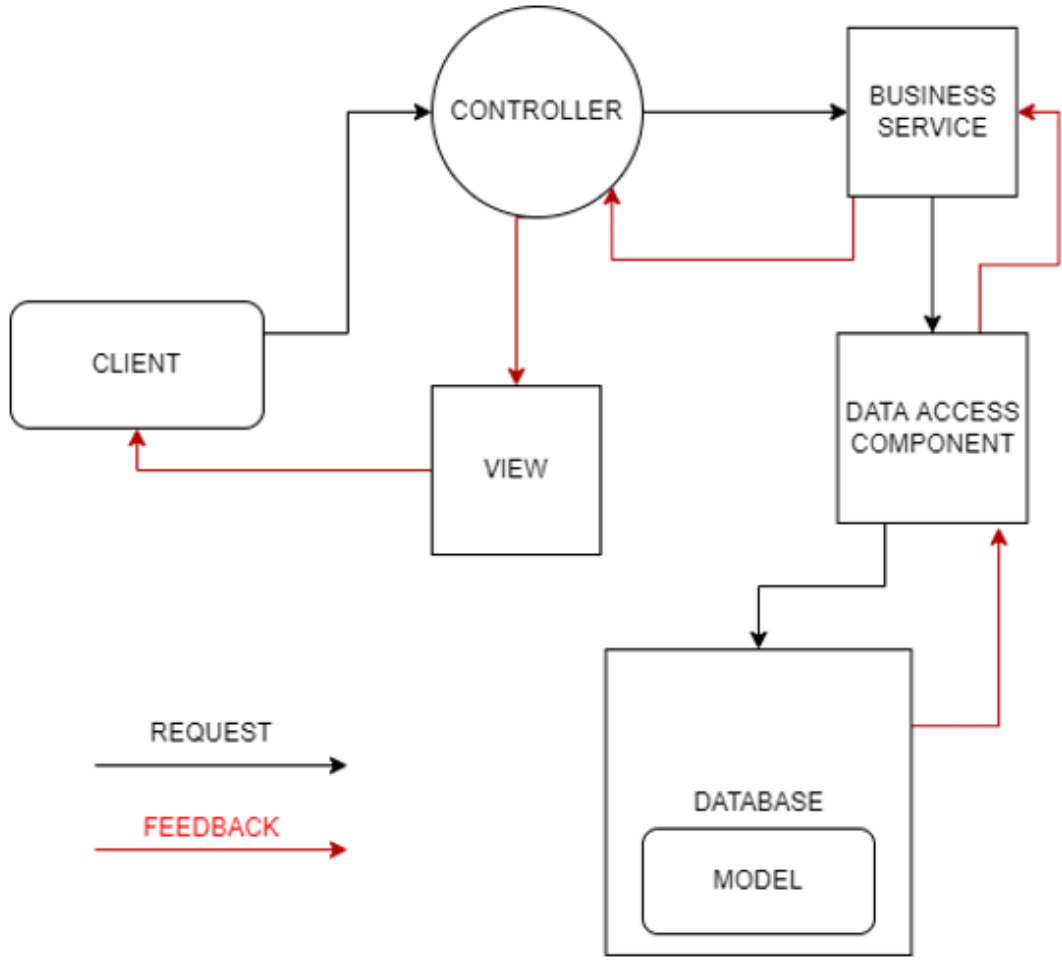 CONTROLLER
BUSINESS
SERVICE
CLIENT
VIEW
DATA ACCESS
COMPONENT
REQUEST
FEEDBACK
DATABASE
MODEL